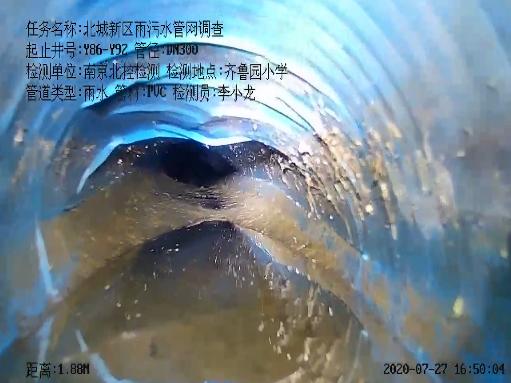 任务名称:北城新区雨污水管网调查
起止井号:Y86-Y92 管径:DN300
检测单位:南京北控检测 检测地点:齐鲁园小学
管道类型:雨水 管材:PVC 检测员:李小龙
距离:1.88M
2020-07-27 16:50:04